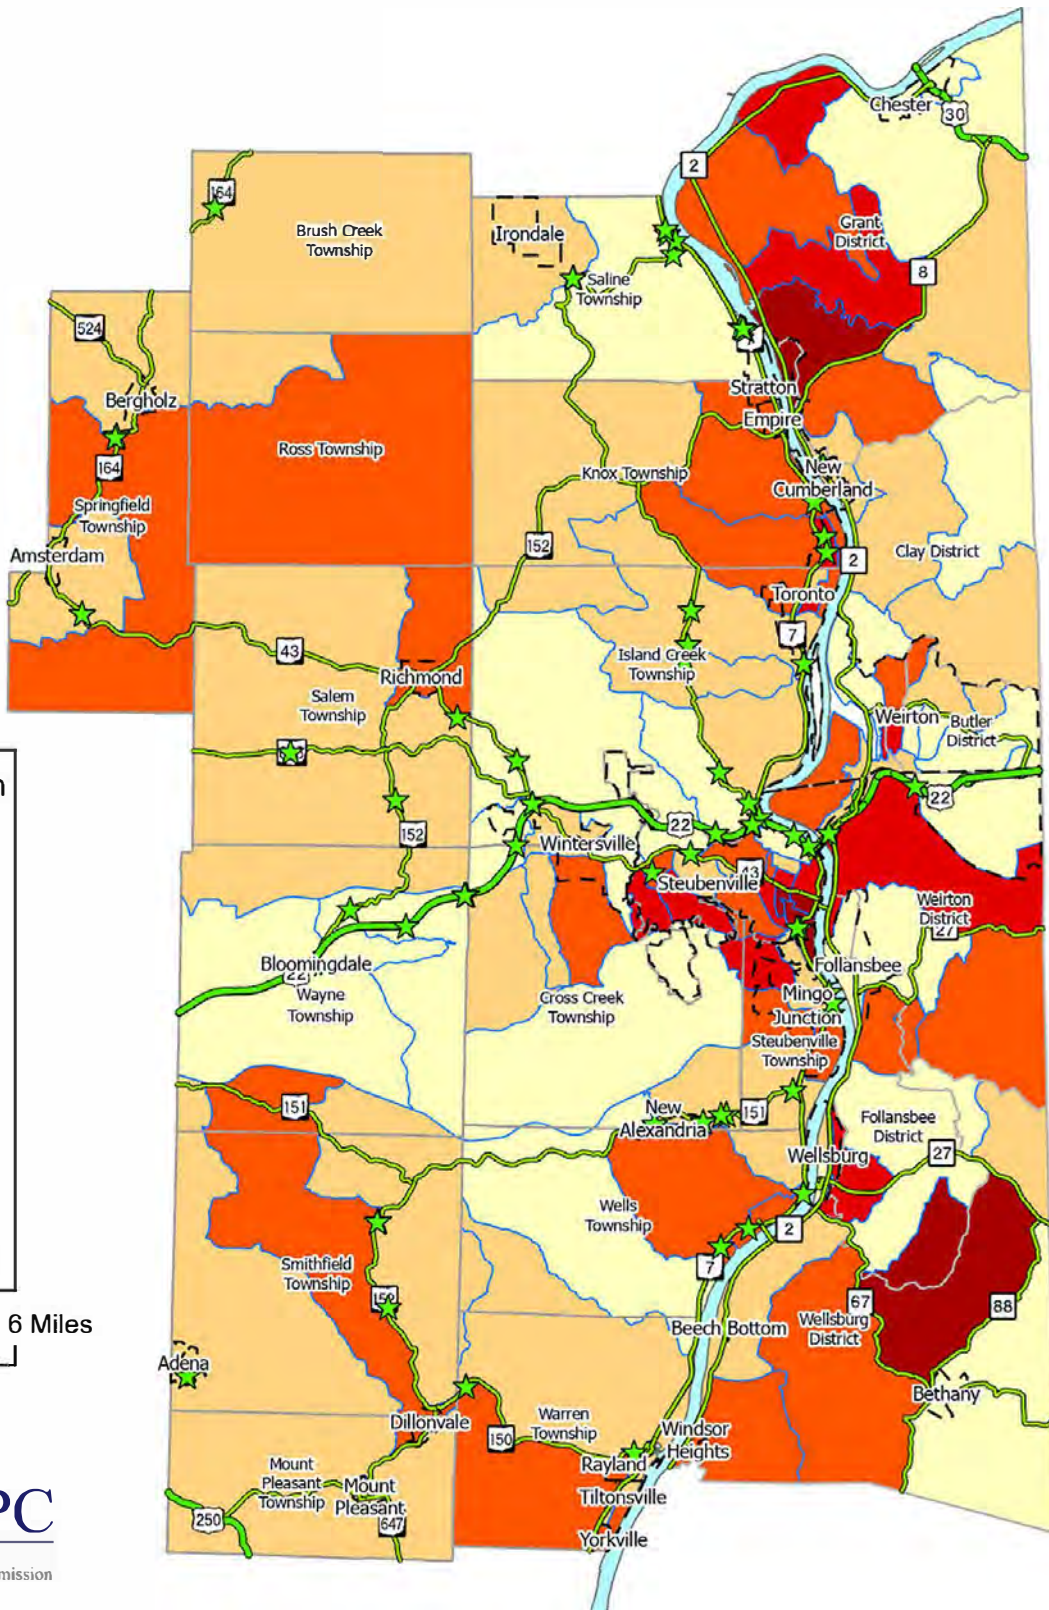 Chester
30
2
164
Brush Creek
Township
Irondale
Grant
District
8
Saline
Township
524
Stratton
Bergholz
Empire
Ross Township
164
Knox Township
New
Cumberland
Springfield
Township
152
Clay District
Amsterdam
2
Toronto
7
43
Island Creek
Township
Richmond
Salem
Township
Weirton
Butler
District
22
22
152
Wintersville
43
Steubenville
Weirton
District
27
Bloomingdale
22
Follansbee
Wayne
Township
Cross Creek
Township
Mingo
Junction
Steubenville
Township
151
New
Alexandria
151
Follansbee
District
Wellsburg
27
Wells
Township
2
Smithfield
Township
7
67
88
6 Miles
Beech Bottom
Wellsburg
District
Adena
Bethany
Dillonvale
Warren
Township
150
Windsor
Heights
Rayland
Mount
Pleasant
Township
Mount
Pleasant
Tiltonsville
250
647
Yorkville
PC
mission